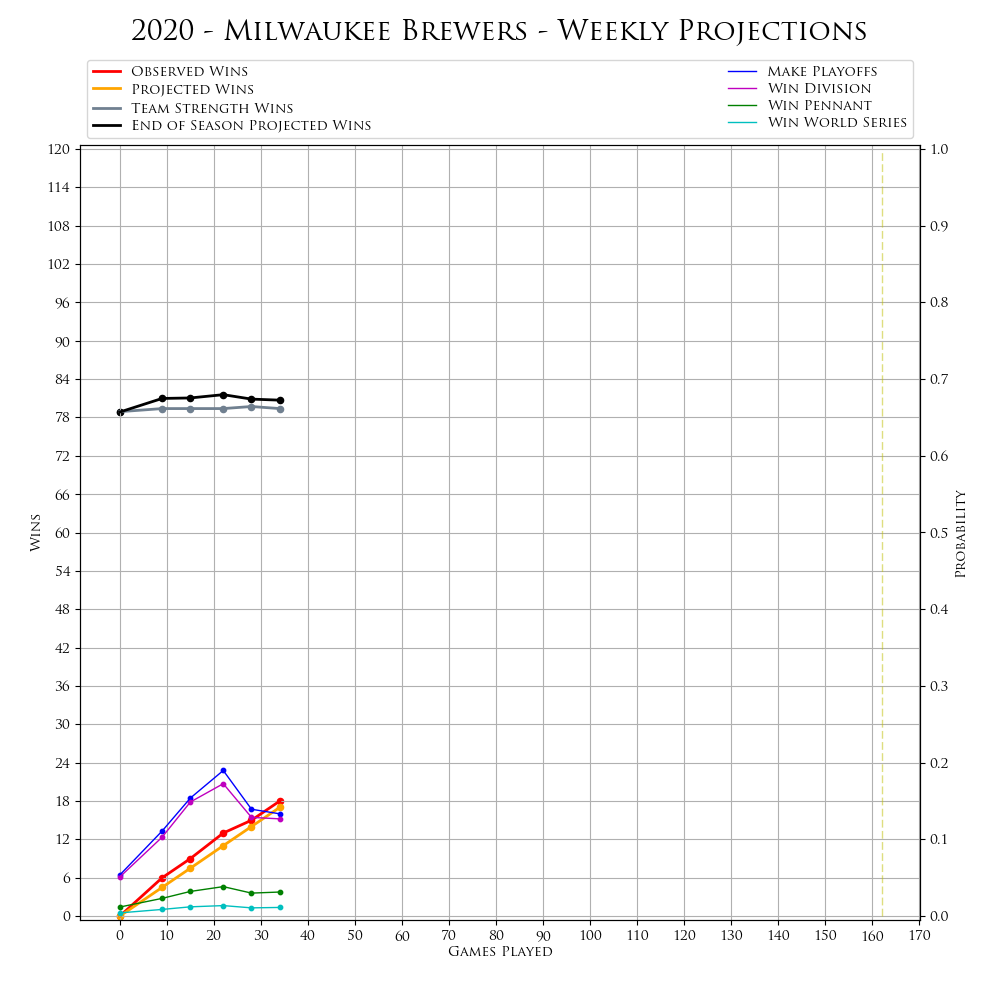 2020 - Milwaukee Brewers - Weekly Projections
Observed Wins
Projected Wins
Team Strength Wins
End of Season Projected Wins
Make Playoffs
Win Division
Win Pennant
Win World Series
120
114
108
102
96
90
84
78
72
66
60
54
48
42
36
30
24
18
12
6
0
Wins
1.0
0.9
0.8
0.7
0.6
0.5
0.4
0.3
0.2
0.1
0.0
Probability
0 10 20 30 40 50 60 70 80 90 100 110 120 130 140 150 160 170
Games Played